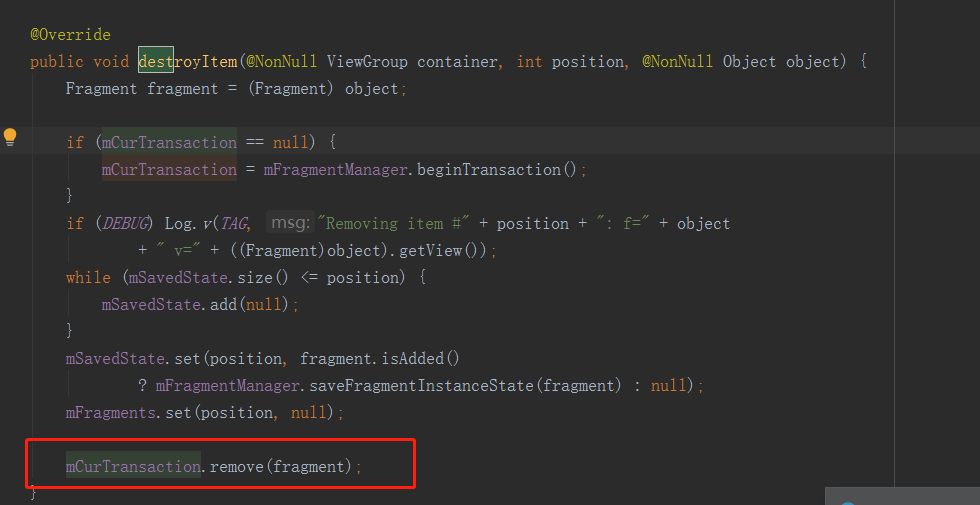 @Override
public void destroyItem(@NonNull ViewGroup container, int position, @NonNull Object object) {
Fragment fragment = (Fragment) object;
if (mCurTransaction == null) {
mCurTransaction = mFragmentManager.beginTransaction();
}
if (DEBUG) Log.v(TAG, msg: "Removing item #" + position + ": f=" + object
+ " v=" + ((Fragment)object).getView());
while (mSavedState.size() <= position) {
mSavedState.add(null);
}
mSavedState.set(position, fragment.isAdded()
? mFragmentManager.saveFragmentInstanceState(fragment) : null);
mFragments.set(position, null);
mCurTransaction.remove(fragment);
}